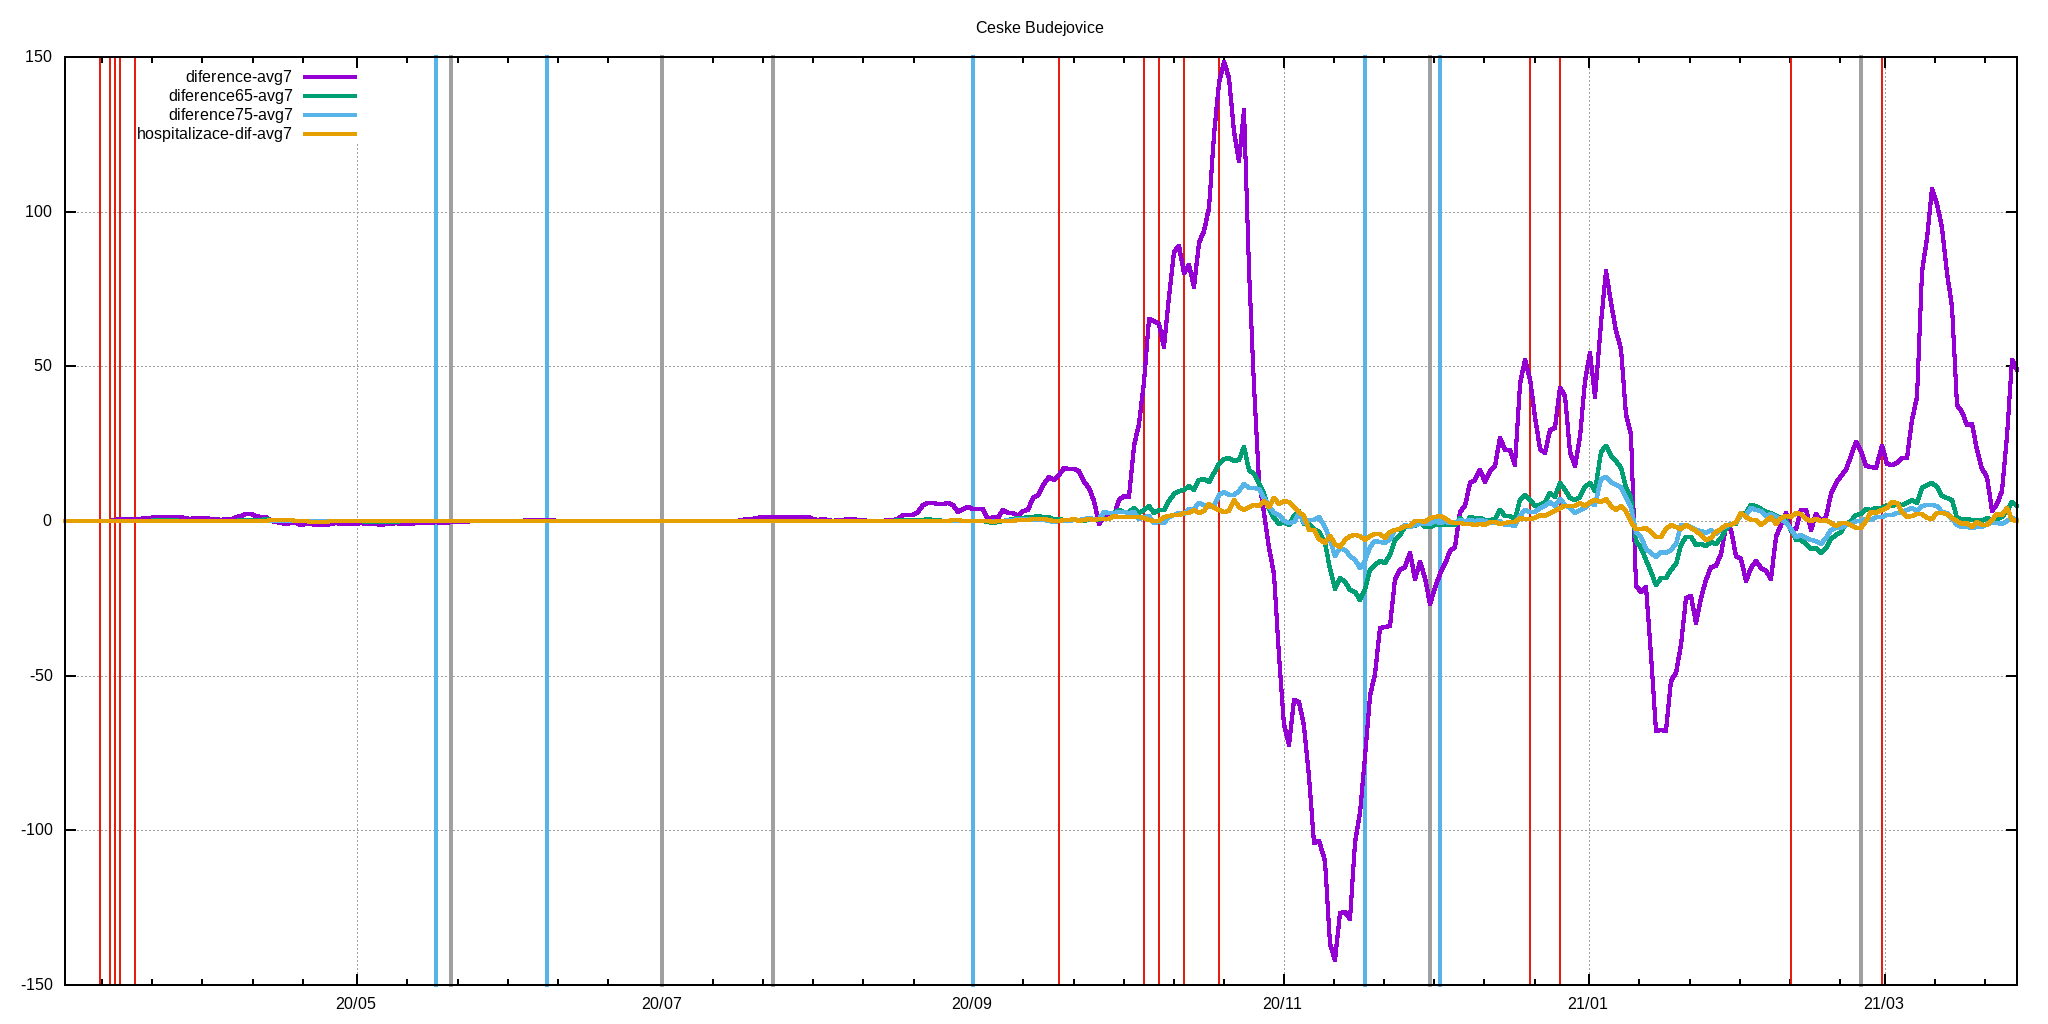 Ceske Budejovice
150
diference-avg7
diference65-avg7
diference75-avg7
hospitalizace-dif-avg7
100
50
0
-50
-100
-150
20/05
20/07
20/09
20/11
21/01
21/03